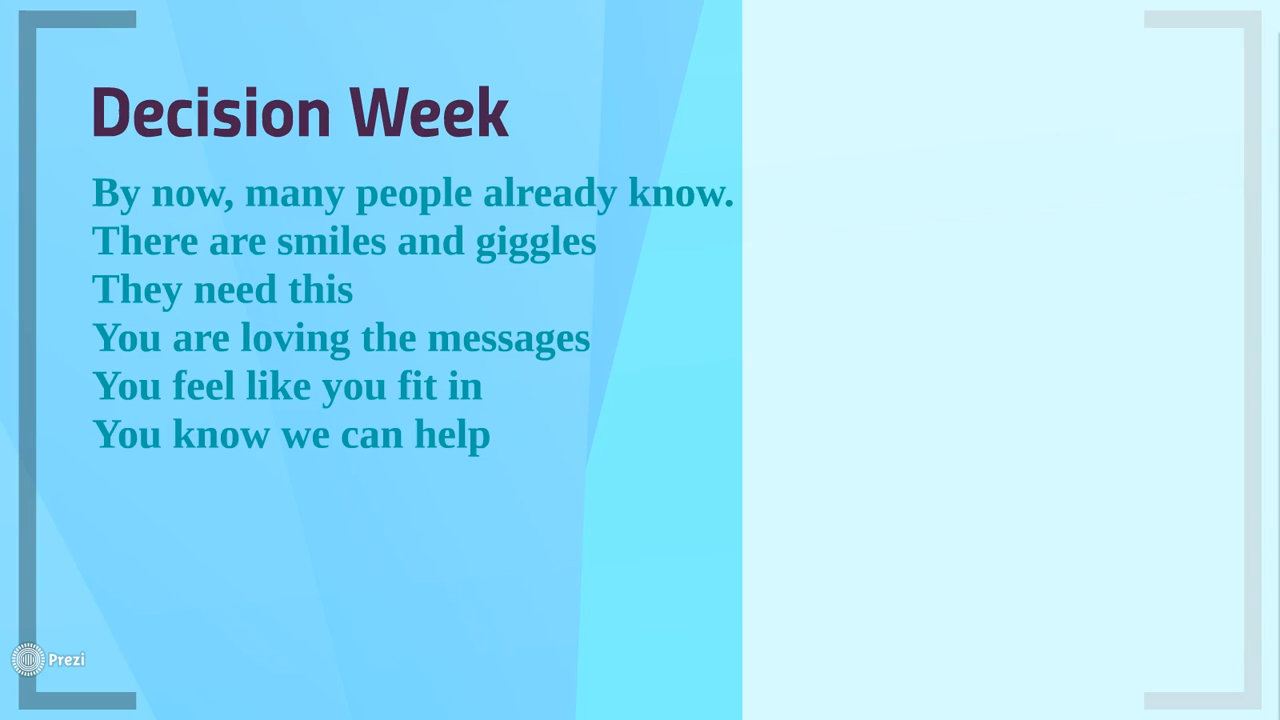 Decision Week
By now, many people already know.
There are smiles and giggles
They need this
You are loving the messages
You feel like you fit in
You know we can help
Prezi